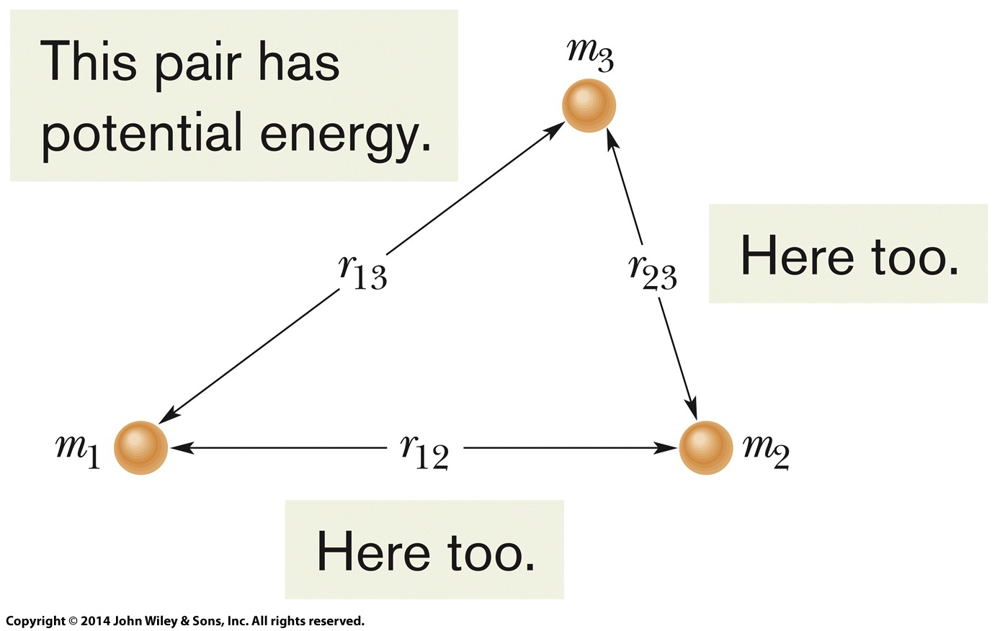 This pair has
potential energy.
m3
r13
r23
Here too.
m1
r12
m2
Here too.
Copyright © 2014 John Wiley & Sons, Inc. All rights reserved.